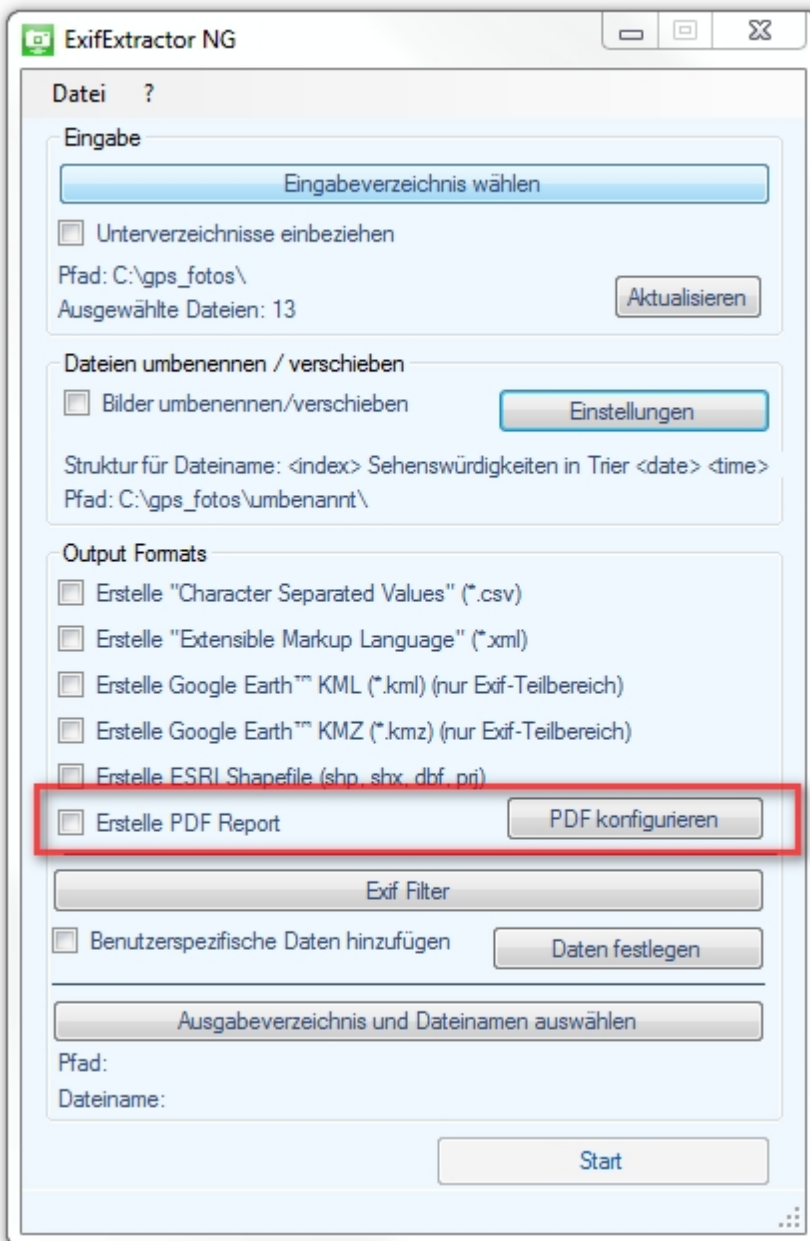 ExifExtractor NG
Datei ?
Eingabe
Eingabeverzeichnis wählen
Unterverzeichnisse einbeziehen
Pfad: C:\gps_fotos\
Ausgewählte Dateien: 13
Aktualisieren
Dateien umbenennen / verschieben
Bilder umbenennen/verschieben
Einstellungen
Struktur für Dateiname: <index> Sehenswürdigkeiten in Trier <date> <time>
Pfad: C:\gps_fotos\umbenannt\
Output Formats
Erstelle "Character Separated Values" (*.csv)
Erstelle "Extensible Markup Language" (*.xml)
Erstelle Google Earth™ KML (*.kml) (nur Exif-Teilbereich)
Erstelle Google Earth™ KMZ (*.kmz) (nur Exif-Teilbereich)
Erstelle ESRI Shapefile (shp, shx, dbf, prj)
Erstelle PDF Report
PDF konfigurieren
Exif Filter
Benutzerspezifische Daten hinzufügen
Daten festlegen
Ausgabeverzeichnis und Dateinamen auswählen
Pfad:
Dateiname:
Start